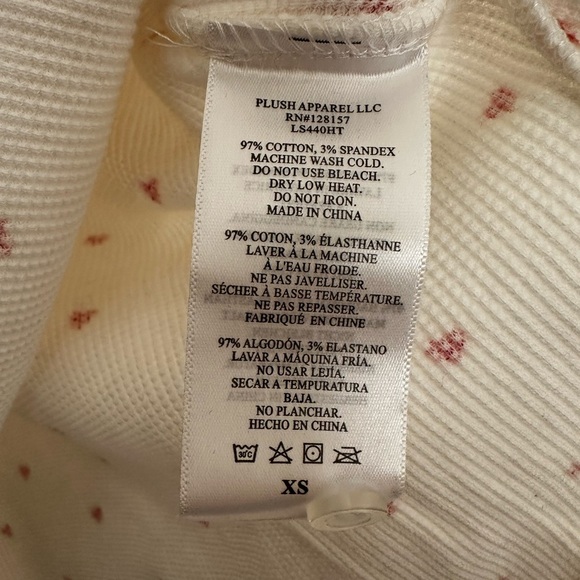 PLUSH APPAREL LLC
RN#128157
LS440HT
97% COTTON, 3% SPANDEX
MACHINE WASH COLD.
DO NOT USE BLEACH.
DRY LOW HEAT.
DO NOT IRON.
MADE IN CHINA
97% COTON, 3% ÉLASTHANNE
LAVER À LA MACHINE
À L'EAU FROIDE.
NE PAS JAVELLISER.
SÉCHER À BASSE TEMPÉRATURE.
NE PAS REPASSER.
FABRIQUÉ EN CHINE
97% ALGODÓN, 3% ELASTANO
LAVAR A MÁQUINA FRÍA.
NO USAR LEJÍA.
SECAR A TEMPURATURA
BAJA.
NO PLANCHAR.
HECHO EN CHINA
30°C
XS